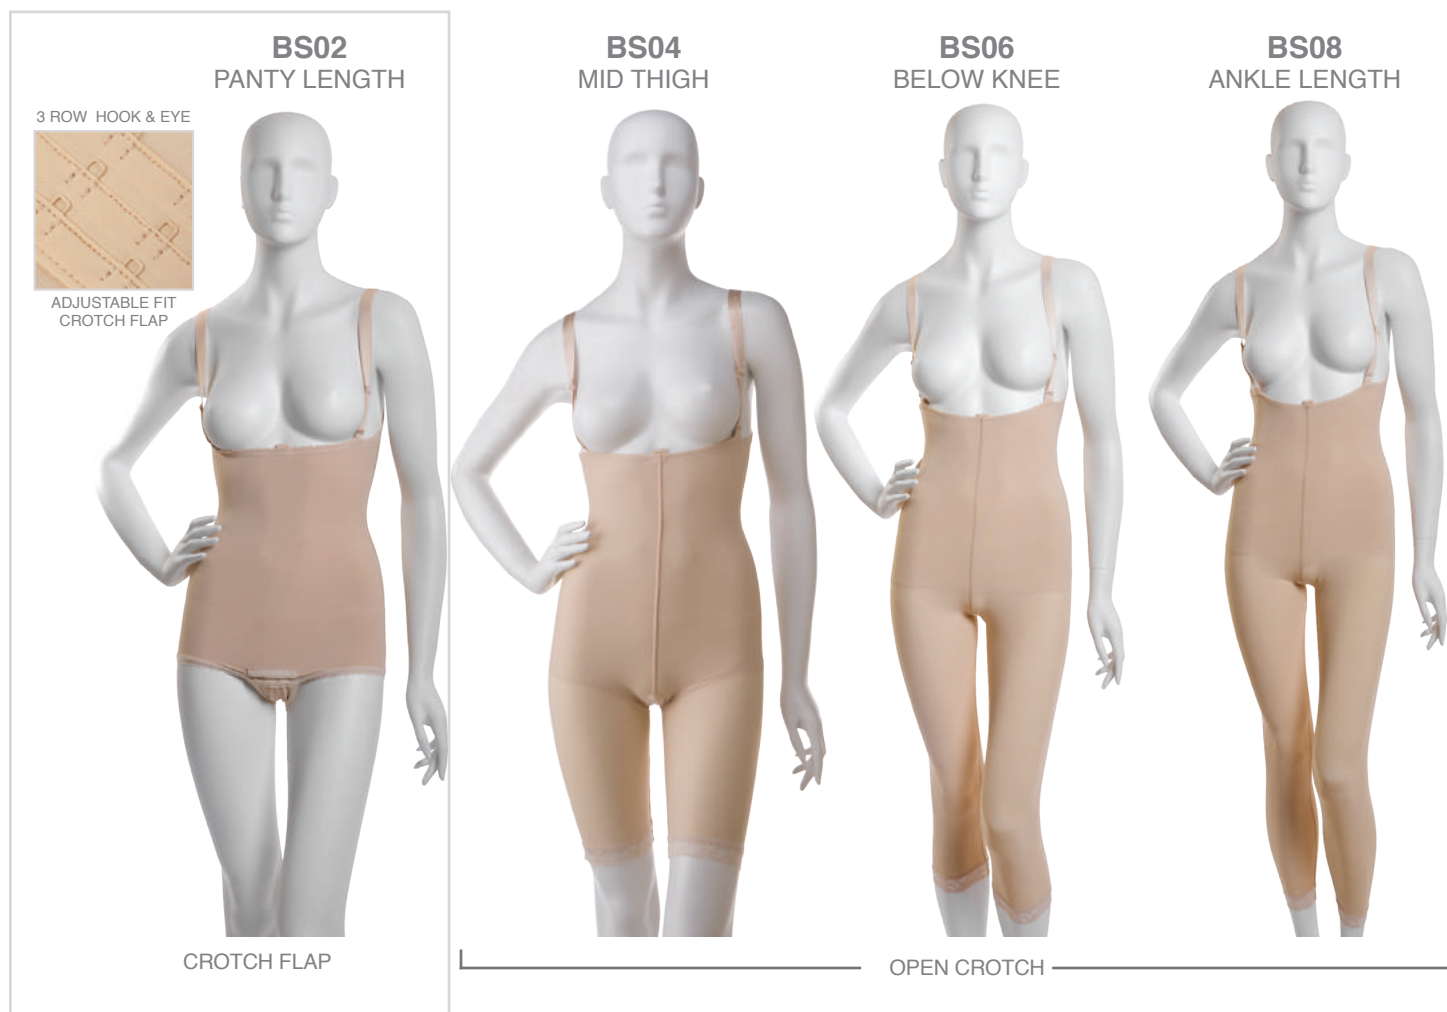 BS02
PANTY LENGTH
3 ROW HOOK & EYE
ADJUSTABLE FIT
CROTCH FLAP
CROTCH FLAP
BS04
MID THIGH
BS06
BELOW KNEE
BS08
ANKLE LENGTH
OPEN CROTCH